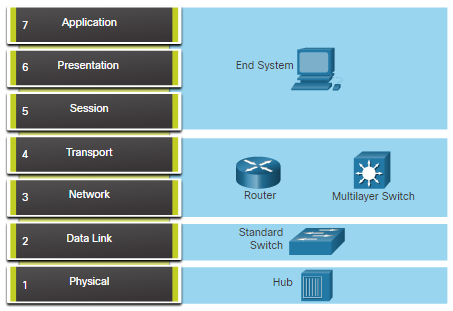 7 Application
6 Presentation
End System
5 Session
4 Transport
3 Network
Router
Multilayer Switch
2 Data Link
Standard
Switch
1 Physical
Hub